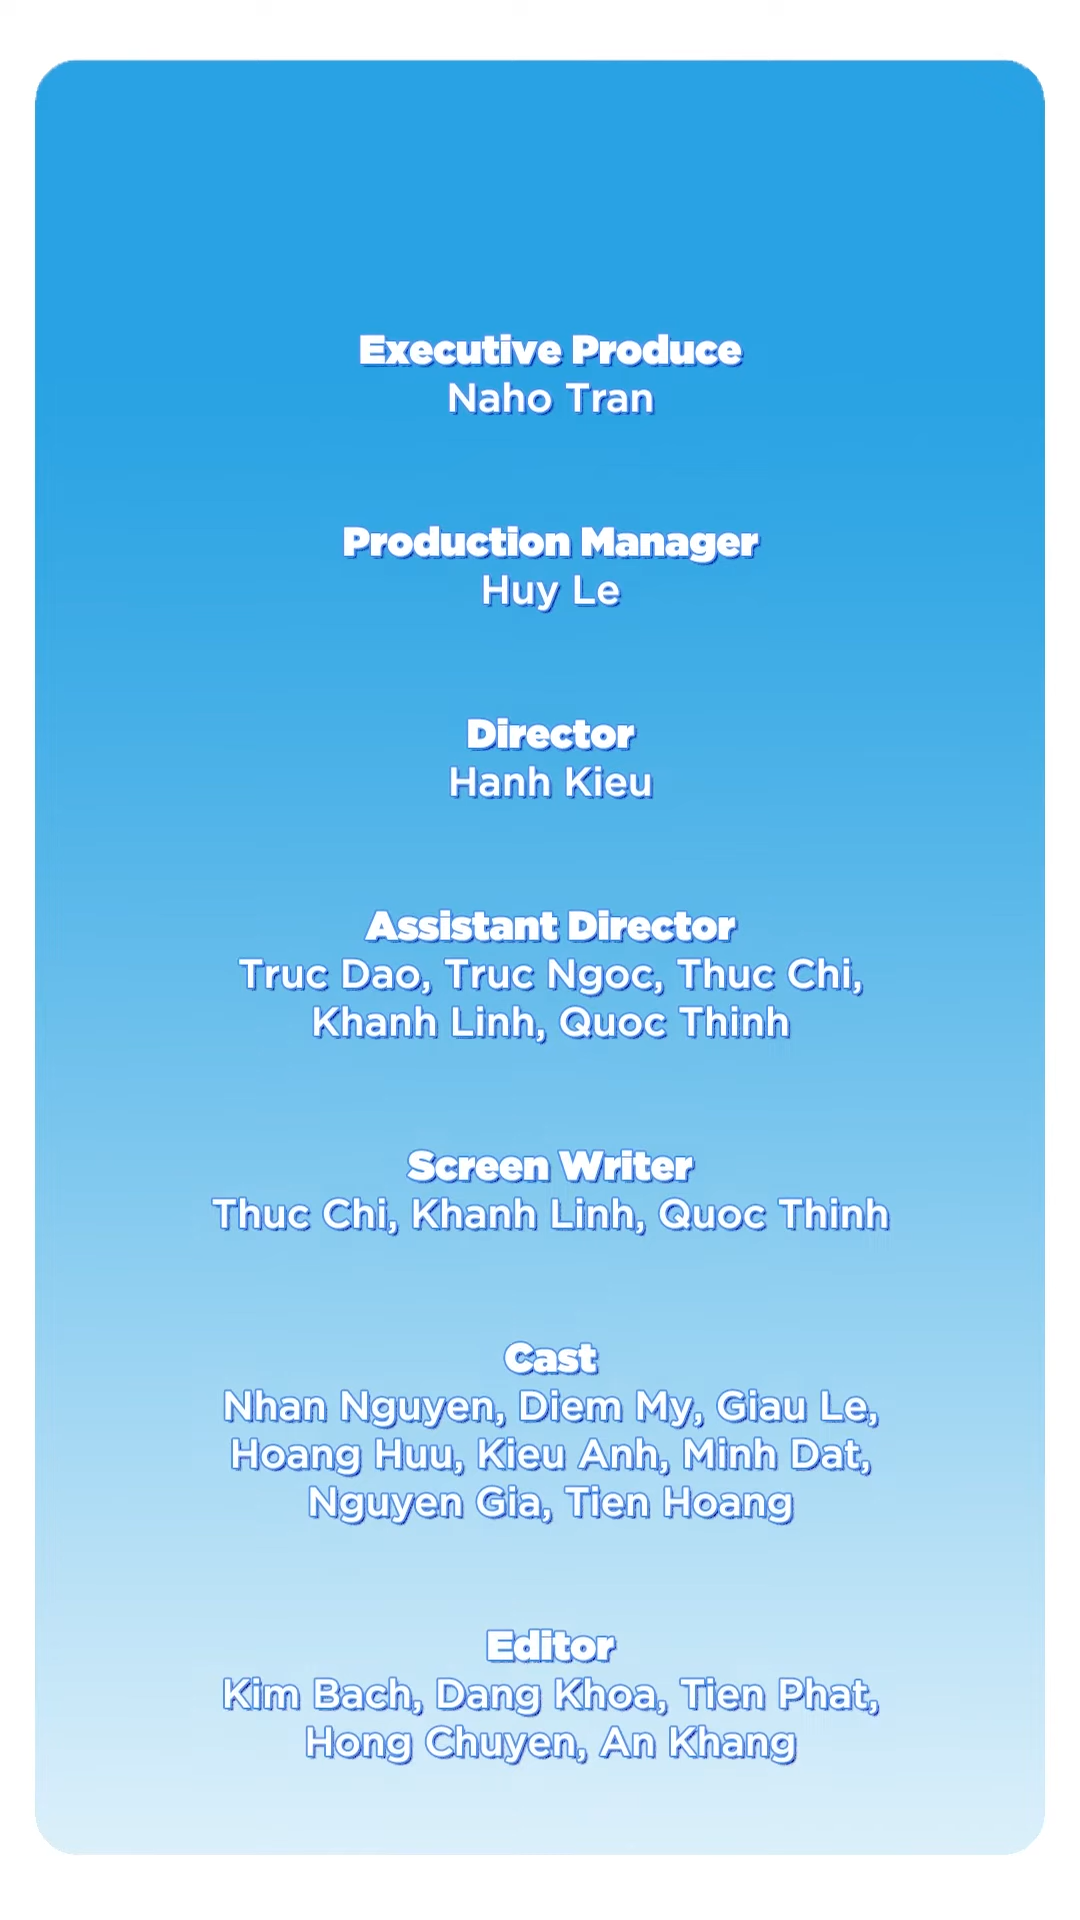 Executive Produce
Naho Tran
Production Manager
Huy Le
Director
Hanh Kieu
Assistant Director
Truc Dao, Truc Ngoc, Thuc Chi,
Khanh Linh, Quoc Thinh
Screen Writer
Thuc Chi, Khanh Linh, Quoc Thinh
Cast
Nhan Nguyen, Diem My, Giau Le,
Hoang Huu, Kieu Anh, Minh Dat,
Nguyen Gia, Tien Hoang
Editor
Kim Bach, Dang Khoa, Tien Phat,
Hong Chuyen, An Khang